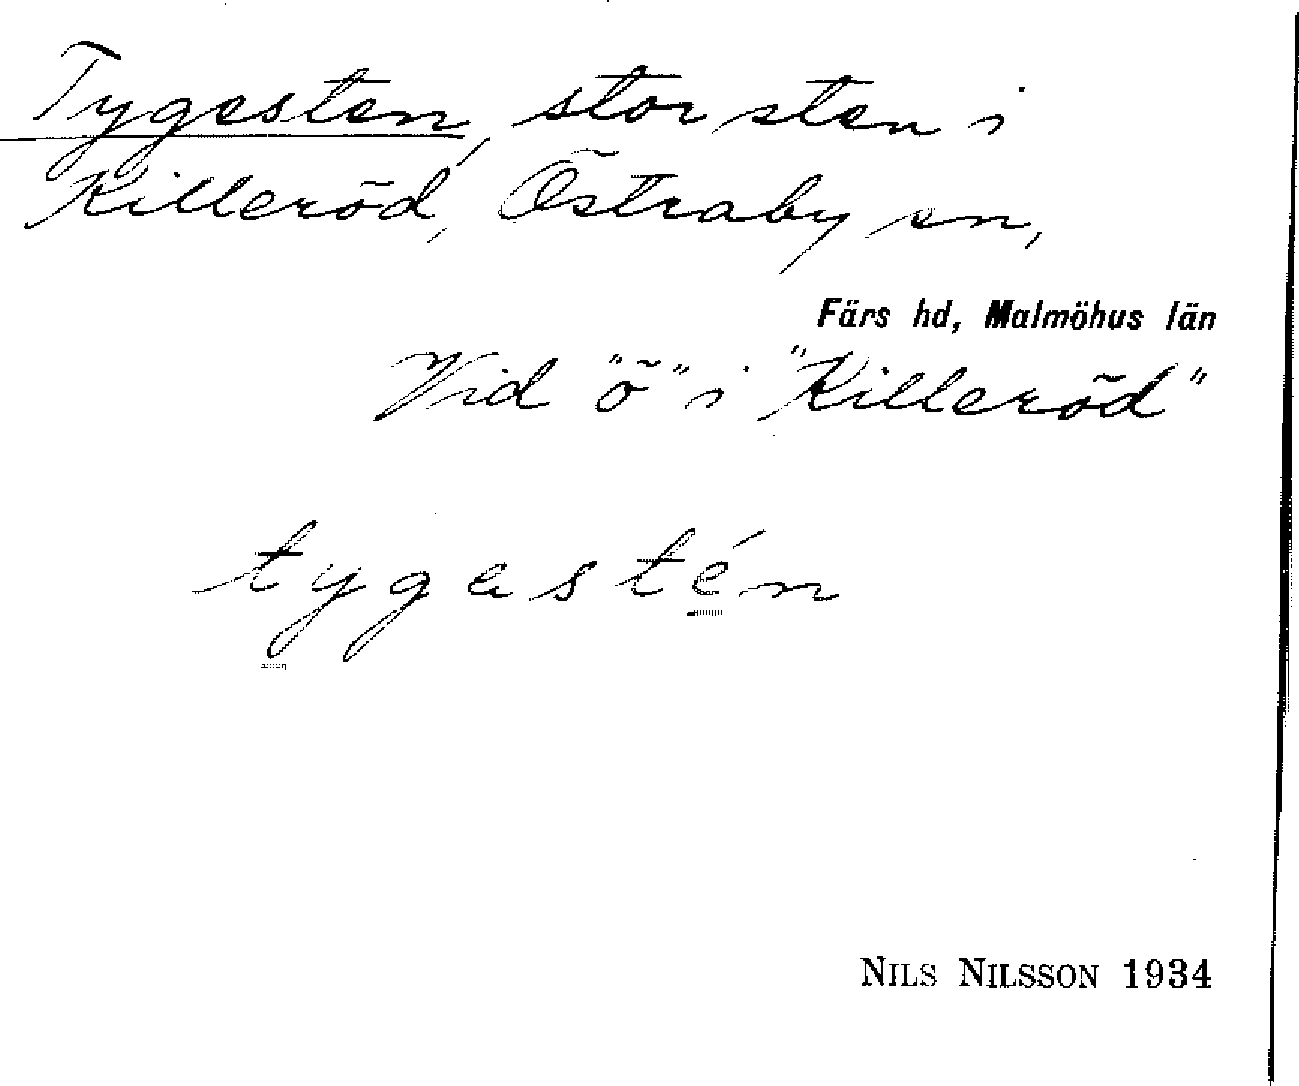 Tygesten, stor sten i
Killeröd, Östraby sn,
Färs hd, Malmöhus län
Vid "ö" i "Killeröd"
tygestén
NILS NILSSON 1934